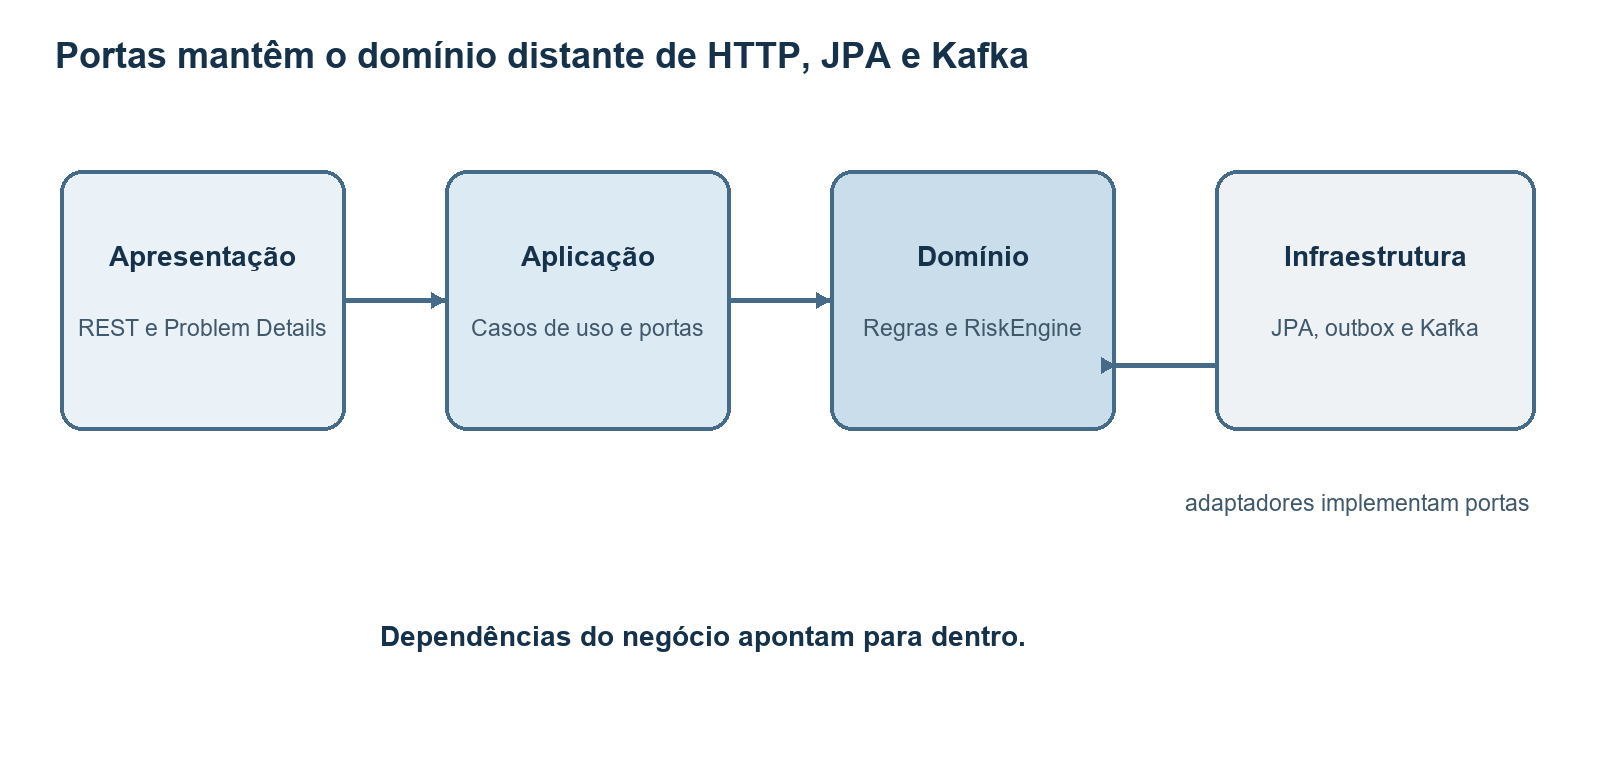 Portas mantêm o domínio distante de HTTP, JPA e Kafka
Apresentação
REST e Problem Details
Aplicação
Casos de uso e portas
Domínio
Regras e RiskEngine
Infraestrutura
JPA, outbox e Kafka
adaptadores implementam portas
Dependências do negócio apontam para dentro.